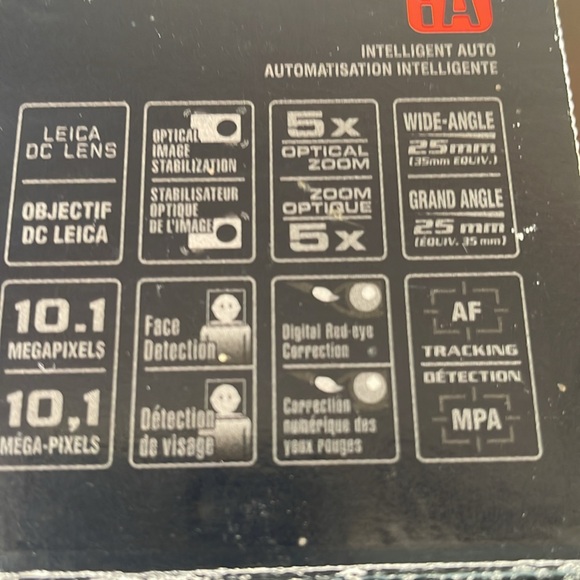 iA
INTELLIGENT AUTO
AUTOMATISATION INTELLIGENTE
LEICA
DC LENS
OBJECTIF
DC LEICA
OPTICAL
IMAGE
STABILIZATION
STABILISATEUR
OPTIQUE
DE L'IMAGE
5x
OPTICAL
ZOOM
ZOOM
OPTIQUE
5x
WIDE-ANGLE
25mm
(35mm EQUIV.)
GRAND ANGLE
25 mm
(ÉQUIV. 35 mm)
10.1
MEGAPIXELS
10,1
MÉGA-PIXELS
Face
Detection
Détection
de visage
Digital Red-eye
Correction
Correction
numérique des
yeux rouges
AF
TRACKING
DÉTECTION
MPA